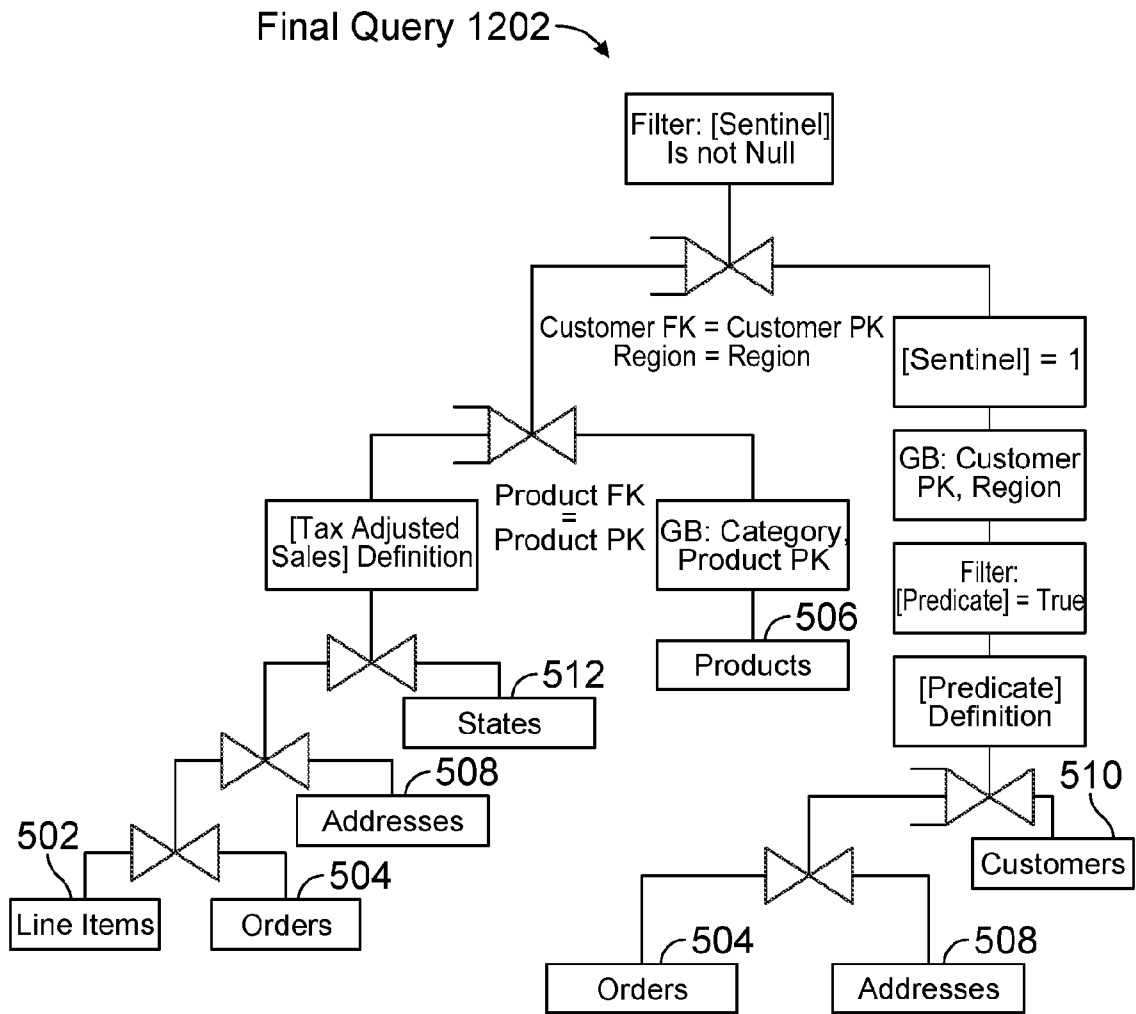 Final Query 1202
Filter: [Sentinel]
Is not Null
Customer FK = Customer PK
Region = Region
[Sentinel] = 1
GB: Customer
PK, Region
Product FK
=
Product PK
[Tax Adjusted
Sales] Definition
GB: Category,
Product PK
Filter:
[Predicate] = True
506
Products
[Predicate]
Definition
512
States
508
Addresses
510
Customers
502
Line Items
504
Orders
504
Orders
508
Addresses